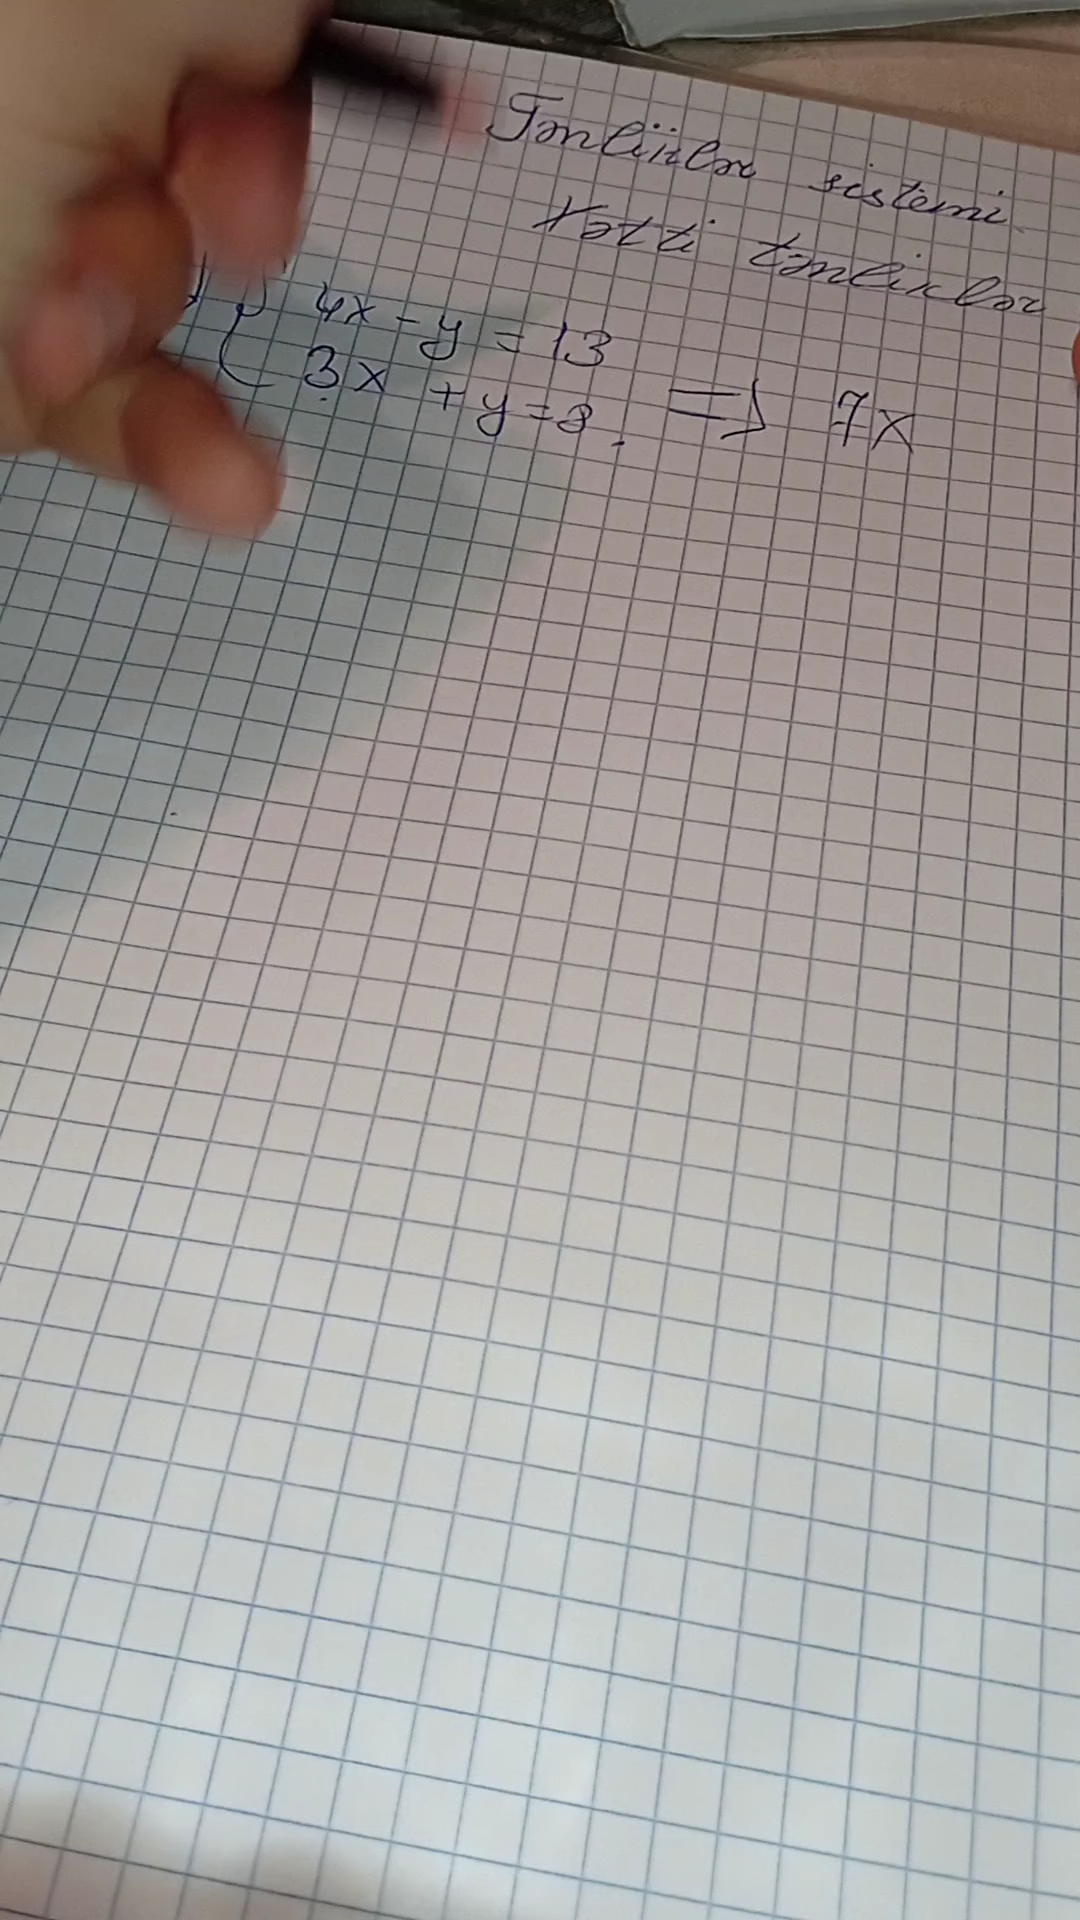 Tənliklər sistemi.
Xətti tənliklər
4x - y = 13
3x + y = 8. => 7x